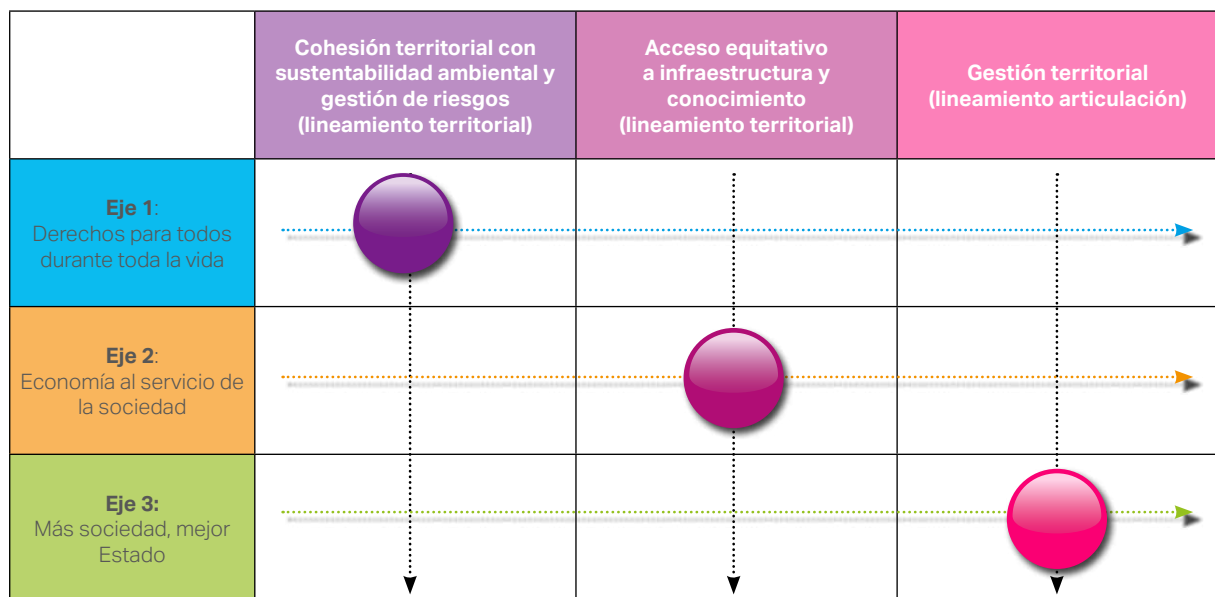 Cohesión territorial con
sustentabilidad ambiental y
gestión de riesgos
(lineamiento territorial)
Acceso equitativo
a infraestructura y
conocimiento
(lineamiento territorial)
Gestión territorial
(lineamiento articulación)
Eje 1:
Derechos para todos
durante toda la vida
Eje 2:
Economía al servicio de
la sociedad
Eje 3:
Más sociedad, mejor
Estado